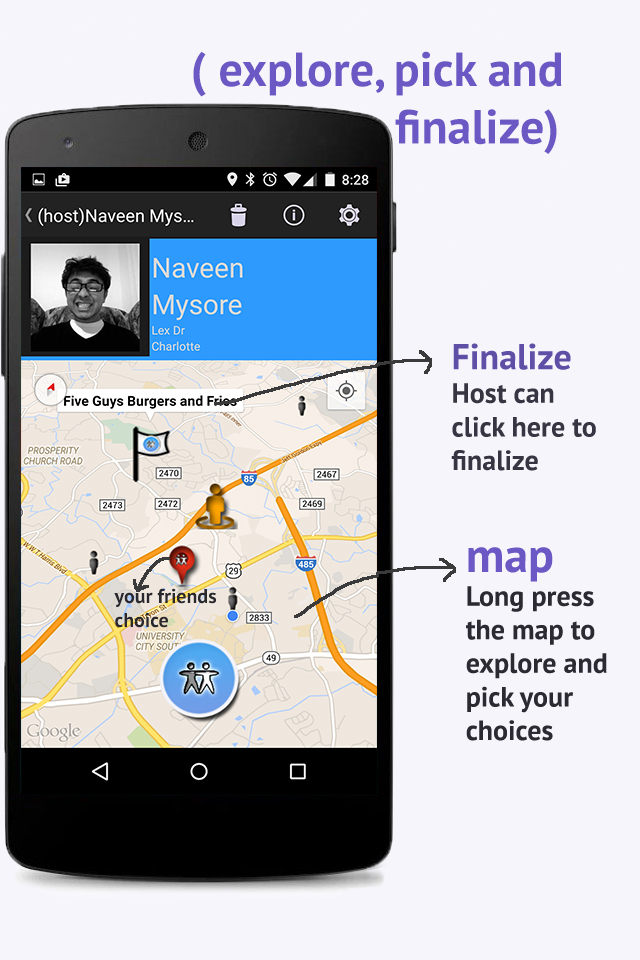 ( explore, pick and
finalize)
8:28
(host)Naveen Mys...
Naveen
Mysore
Lex Dr
Charlotte
Finalize
Host can
click here to
finalize
Five Guys Burgers and Fries
PROSPERITY
CHURCH ROAD
2470
85
2467
2473
2472
2469
W.W.T. Harris Blvd
485
29
your friends
choice
2833
UNIVERSITY
CITY SOUTH
49
Google
map
Long press
the map to
explore and
pick your
choices